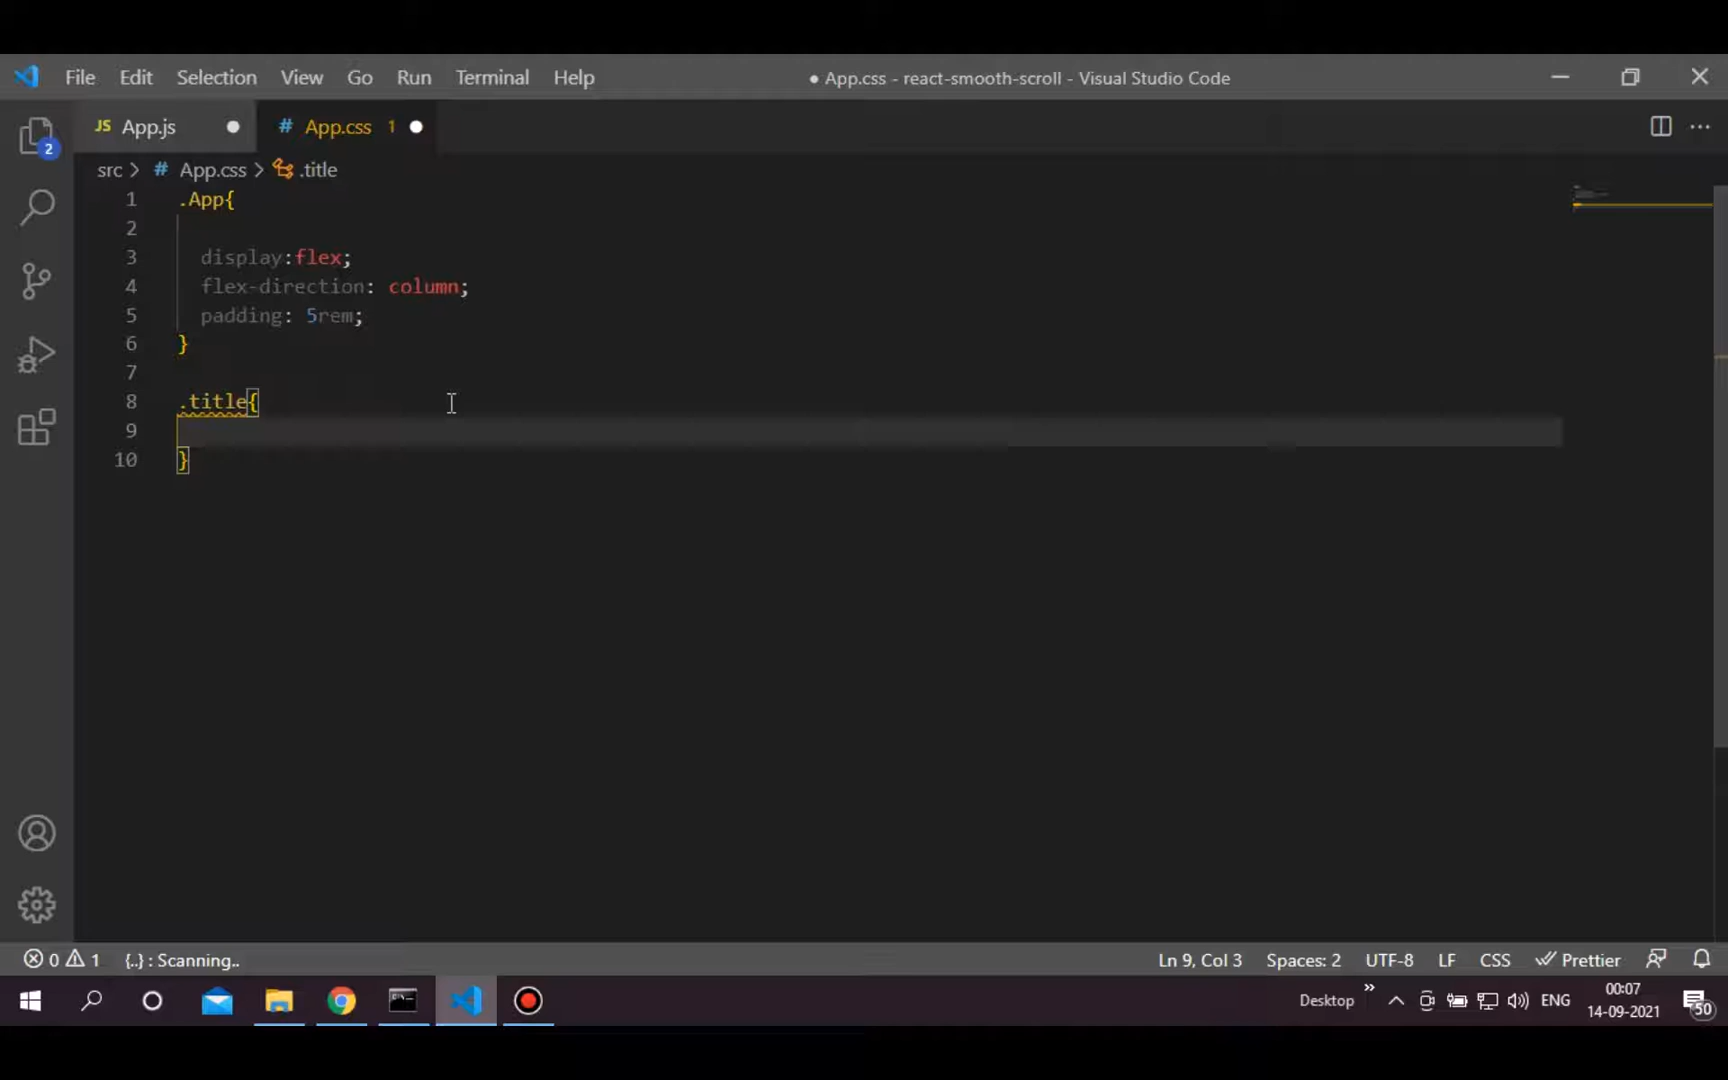 File Edit Selection View Go Run Terminal Help ● App.css - react-smooth-scroll - Visual Studio Code
JS App.js ● # App.css 1 ●
2
src > # App.css > .title
1 .App{
2
3 display:flex;
4 flex-direction: column;
5 padding: 5rem;
6 }
7
8 .title{
9
10 }
0 1 {..} : Scanning.. Ln 9, Col 3 Spaces: 2 UTF-8 LF CSS Prettier
Desktop » ENG 00:07 50
14-09-2021